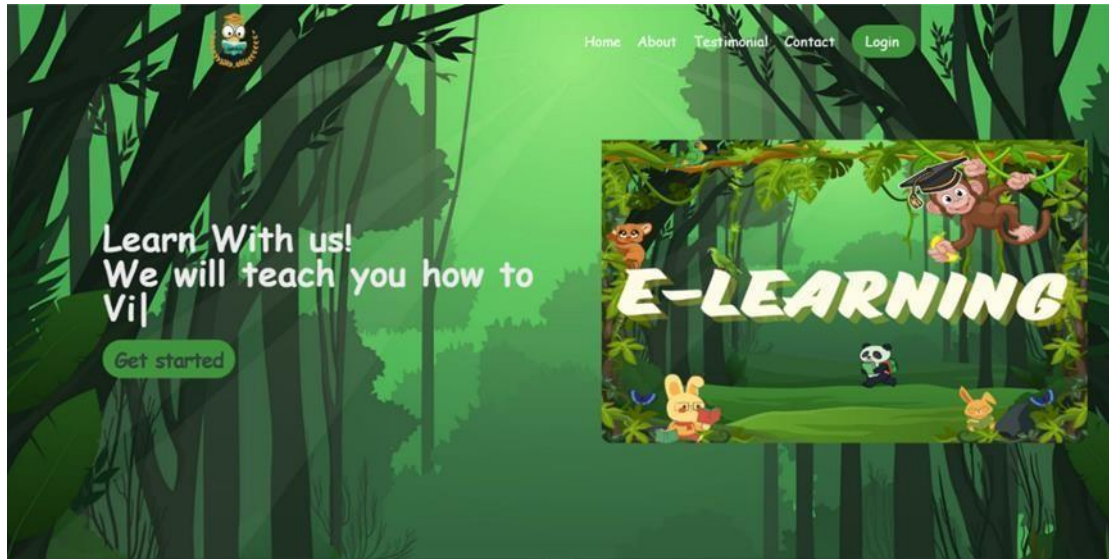 Home About Testimonial Contact Login
Learn With us!
We will teach you how to
Vi|
Get started
E-LEARNING